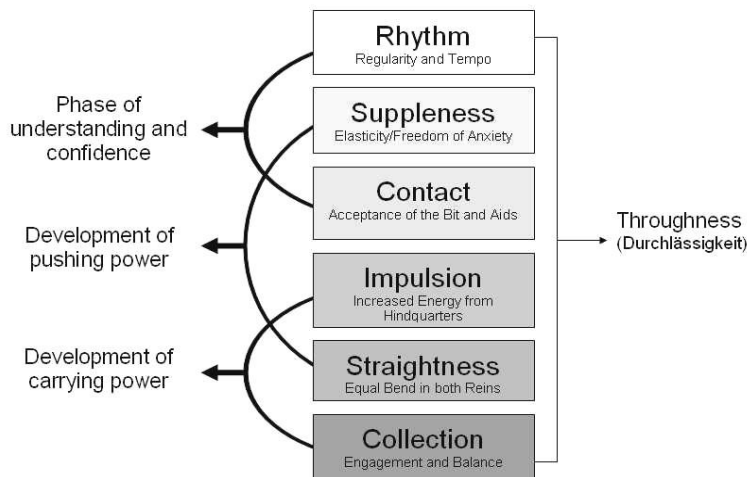 Rhythm
Regularity and Tempo
Suppleness
Elasticity/Freedom of Anxiety
Contact
Acceptance of the Bit and Aids
Impulsion
Increased Energy from
Hindquarters
Straightness
Equal Bend in both Reins
Collection
Engagement and Balance
Phase of
understanding and
confidence
Development of
pushing power
Development of
carrying power
Throughness
(Durchlässigkeit)